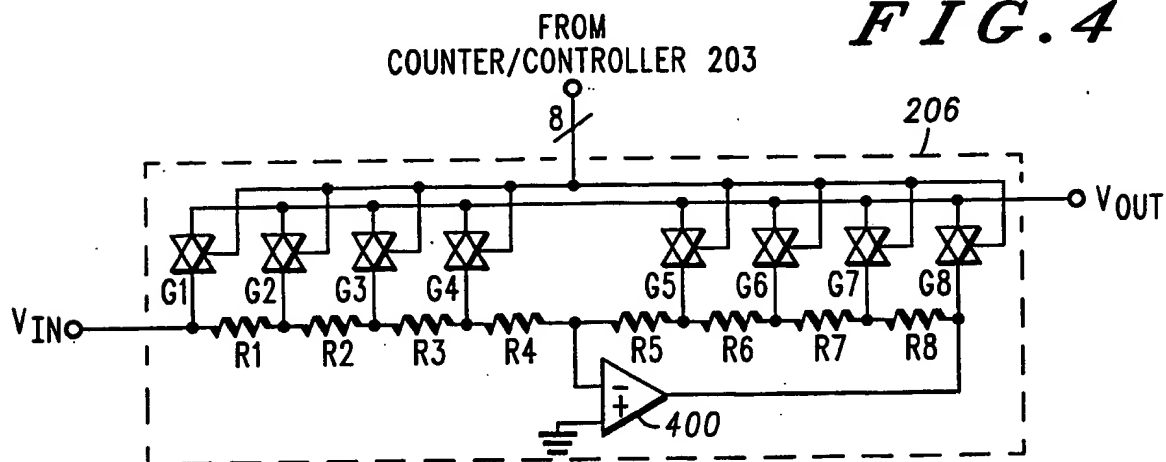 FIG.4
FROM
COUNTER/CONTROLLER 203
8
206
VOUT
G1 G2 G3 G4 G5 G6 G7 G8
VIN
R1 R2 R3 R4 R5 R6 R7 R8
−
+
400